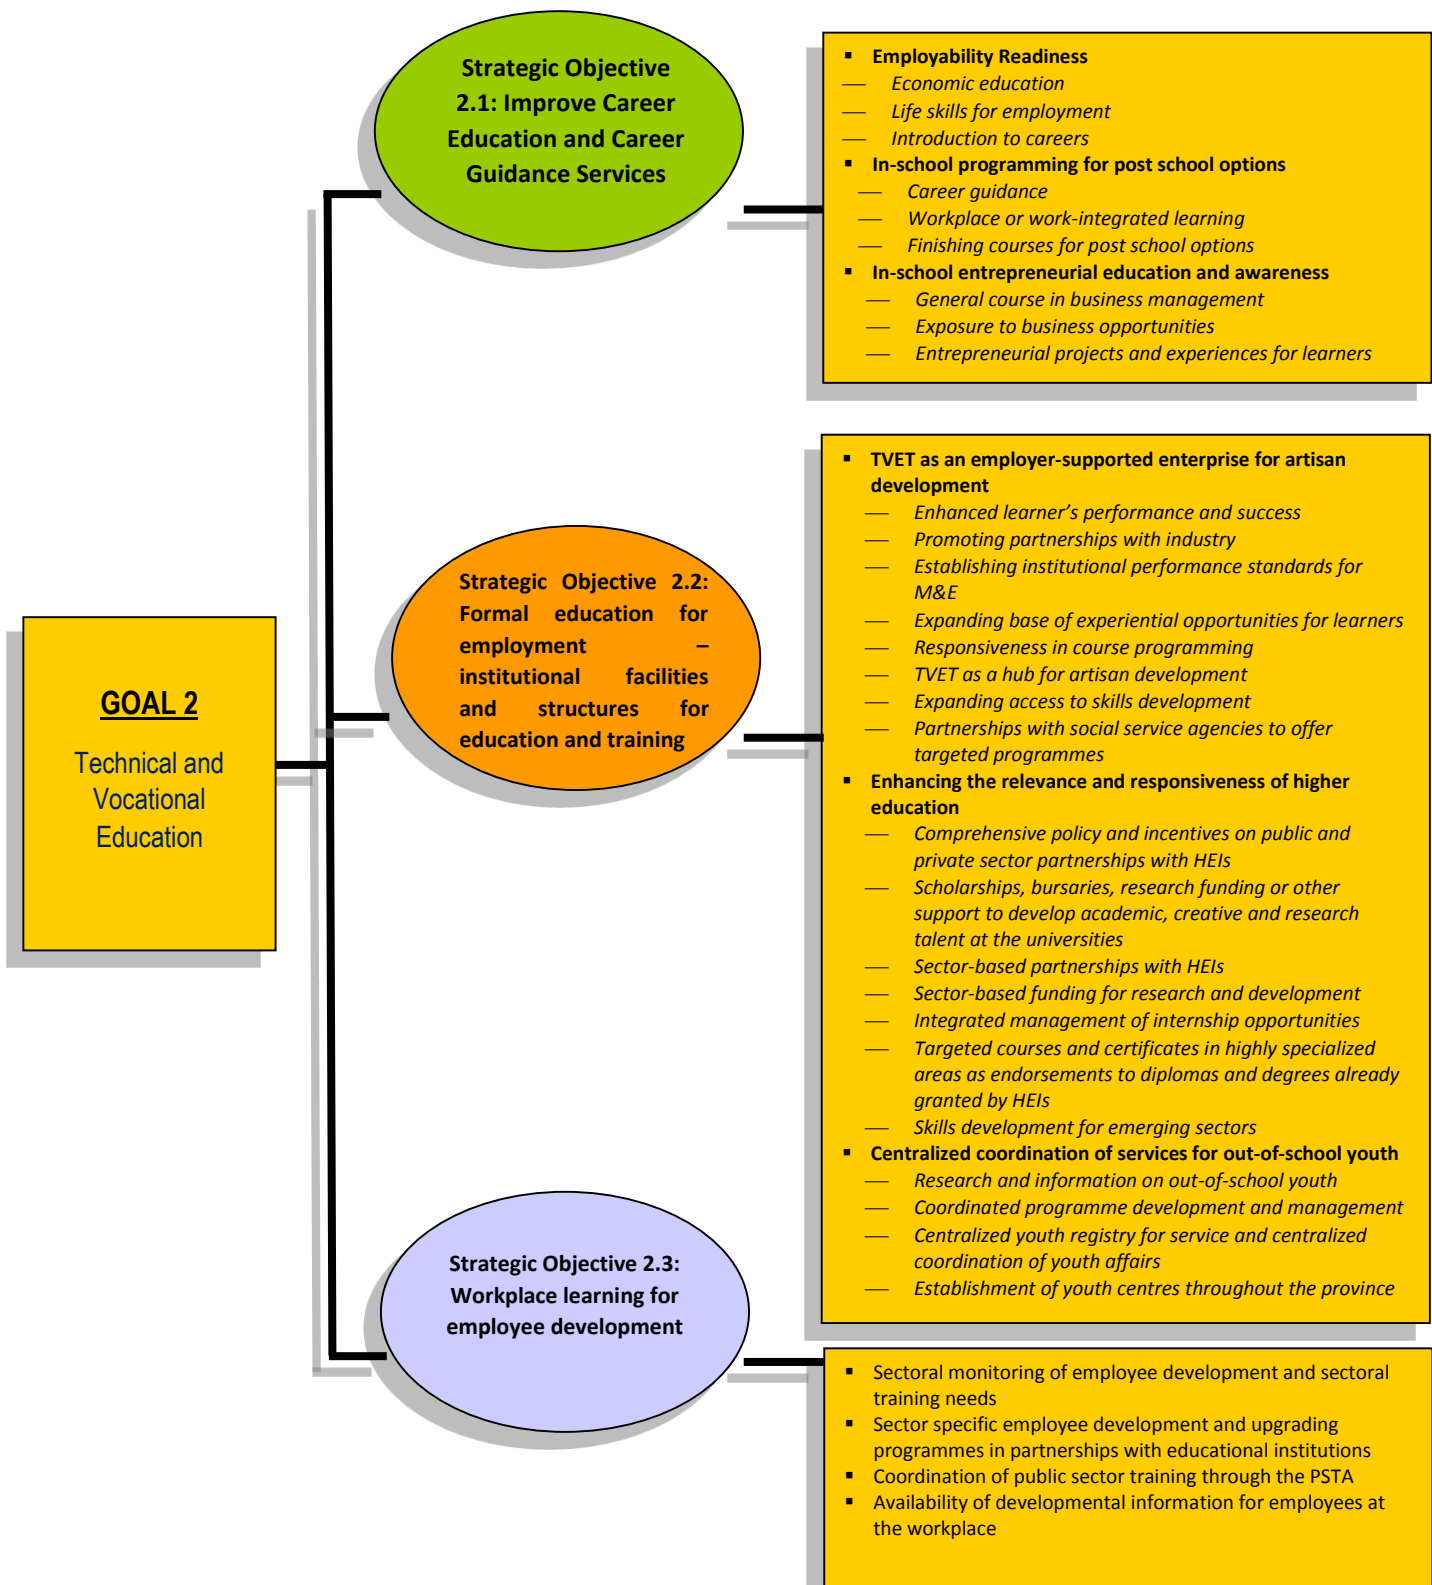 GOAL 2
Technical and
Vocational
Education
Strategic Objective
2.1: Improve Career
Education and Career
Guidance Services
▪ Employability Readiness
— Economic education
— Life skills for employment
— Introduction to careers
▪ In-school programming for post school options
— Career guidance
— Workplace or work-integrated learning
— Finishing courses for post school options
▪ In-school entrepreneurial education and awareness
— General course in business management
— Exposure to business opportunities
— Entrepreneurial projects and experiences for learners
Strategic Objective 2.2:
Formal education for
employment –
institutional facilities
and structures for
education and training
▪ TVET as an employer-supported enterprise for artisan
development
— Enhanced learner's performance and success
— Promoting partnerships with industry
— Establishing institutional performance standards for
M&E
— Expanding base of experiential opportunities for learners
— Responsiveness in course programming
— TVET as a hub for artisan development
— Expanding access to skills development
— Partnerships with social service agencies to offer
targeted programmes
▪ Enhancing the relevance and responsiveness of higher
education
— Comprehensive policy and incentives on public and
private sector partnerships with HEIs
— Scholarships, bursaries, research funding or other
support to develop academic, creative and research
talent at the universities
— Sector-based partnerships with HEIs
— Sector-based funding for research and development
— Integrated management of internship opportunities
— Targeted courses and certificates in highly specialized
areas as endorsements to diplomas and degrees already
granted by HEIs
— Skills development for emerging sectors
▪ Centralized coordination of services for out-of-school youth
— Research and information on out-of-school youth
— Coordinated programme development and management
— Centralized youth registry for service and centralized
coordination of youth affairs
— Establishment of youth centres throughout the province
Strategic Objective 2.3:
Workplace learning for
employee development
▪ Sectoral monitoring of employee development and sectoral
training needs
▪ Sector specific employee development and upgrading
programmes in partnerships with educational institutions
▪ Coordination of public sector training through the PSTA
▪ Availability of developmental information for employees at
the workplace